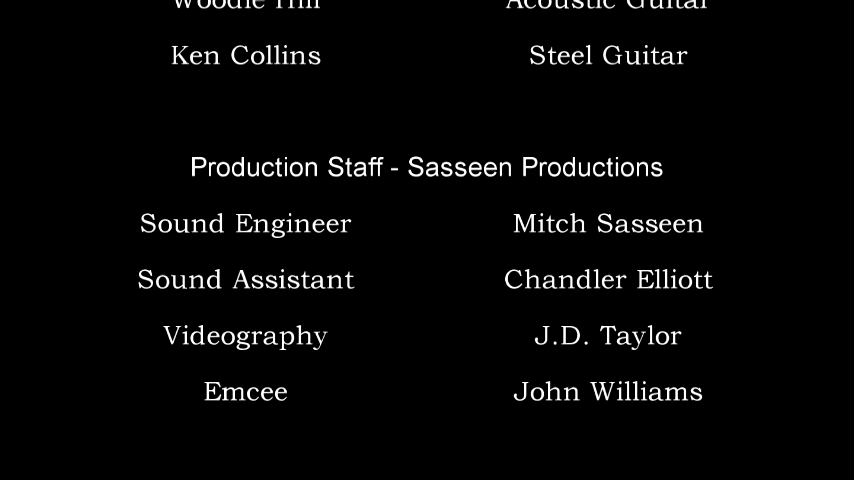 Woodie Hill Acoustic Guitar
Ken Collins Steel Guitar
Production Staff - Sasseen Productions
Sound Engineer Mitch Sasseen
Sound Assistant Chandler Elliott
Videography J.D. Taylor
Emcee John Williams